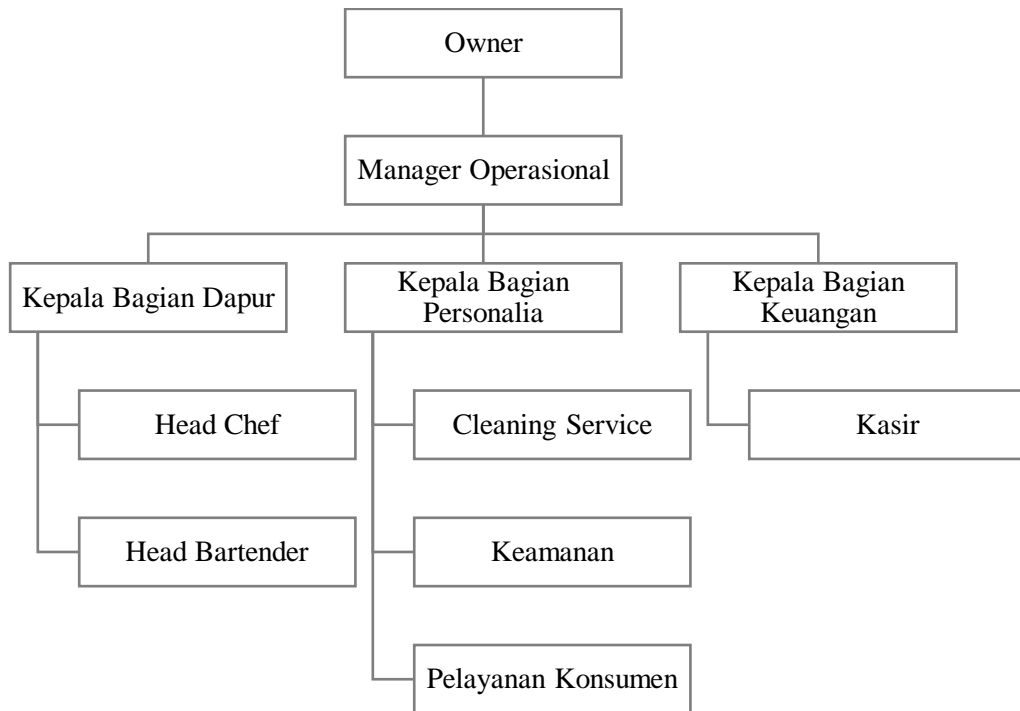 Owner
Manager Operasional
Kepala Bagian Dapur
Kepala Bagian
Personalia
Kepala Bagian
Keuangan
Head Chef
Cleaning Service
Kasir
Head Bartender
Keamanan
Pelayanan Konsumen